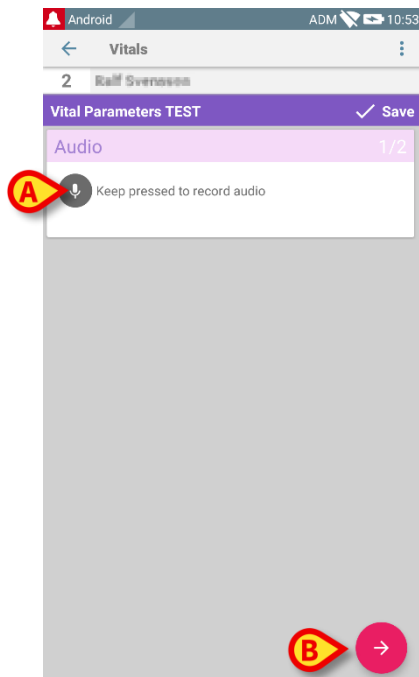 Android ADM 10:53
Vitals
2
Vital Parameters TEST Save
Audio 1/2
A Keep pressed to record audio
B